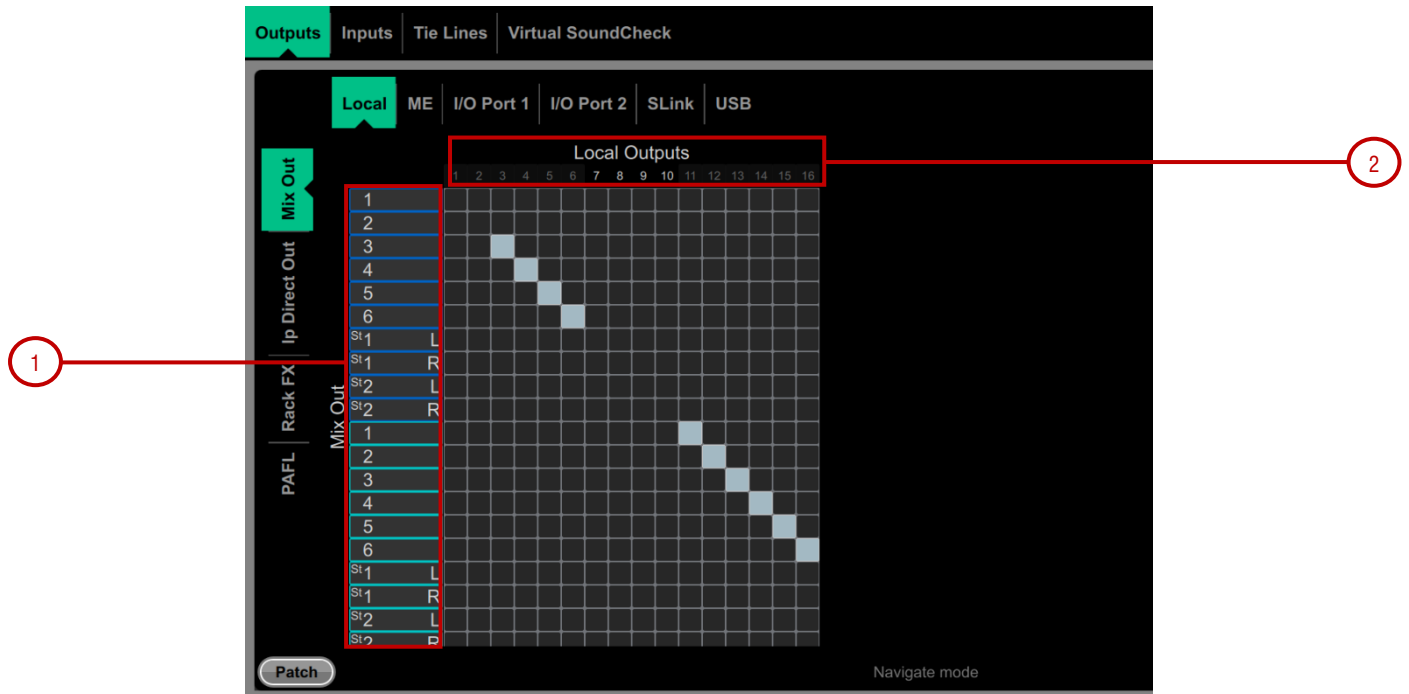 Outputs Inputs Tie Lines Virtual SoundCheck
Local ME I/O Port 1 I/O Port 2 SLink USB
Local Outputs
1 2 3 4 5 6 7 8 9 10 11 12 13 14 15 16
Mix Out
Ip Direct Out
Rack FX
PAFL
Mix Out
1
2
3
4
5
6
St1 L
St1 R
St2 L
St2 R
1
2
3
4
5
6
St1 L
St1 R
St2 L
St2 R
Patch
Navigate mode
1
2